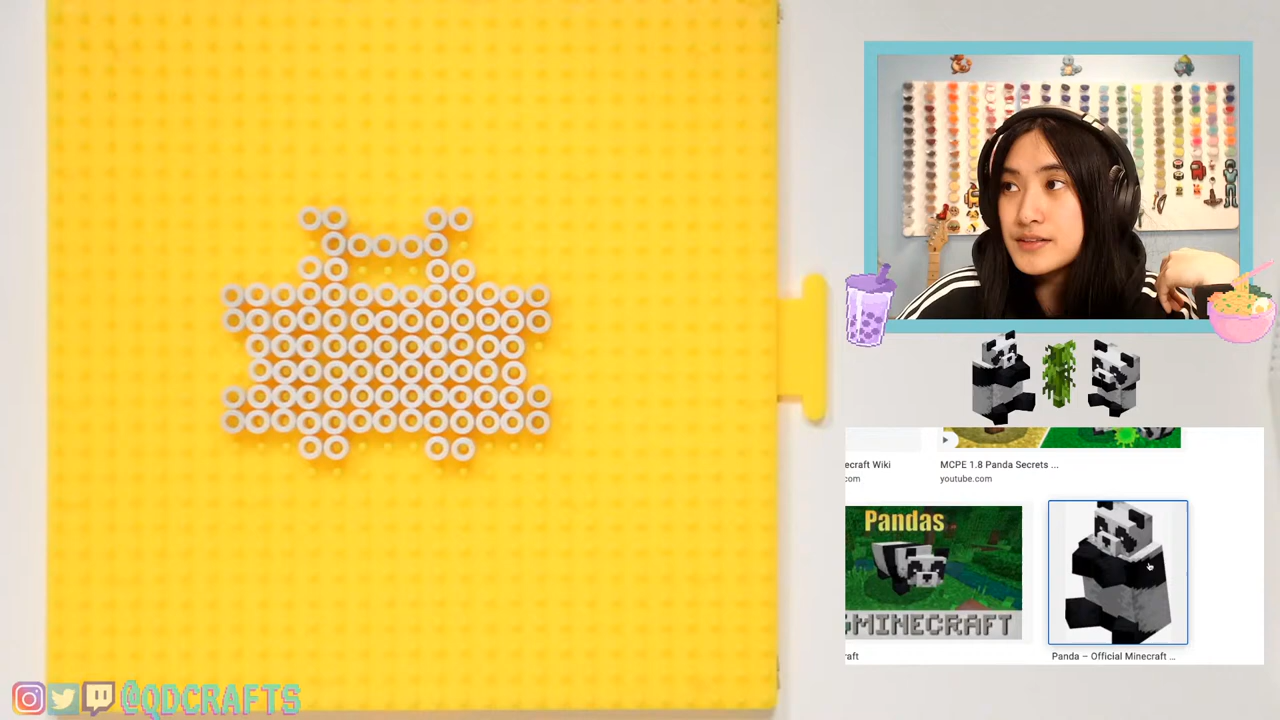 ecraft Wiki
.com
MCPE 1.8 Panda Secrets ...
youtube.com
Pandas
MINECRAFT
raft
Panda – Official Minecraft ...
@QDCRAFTS